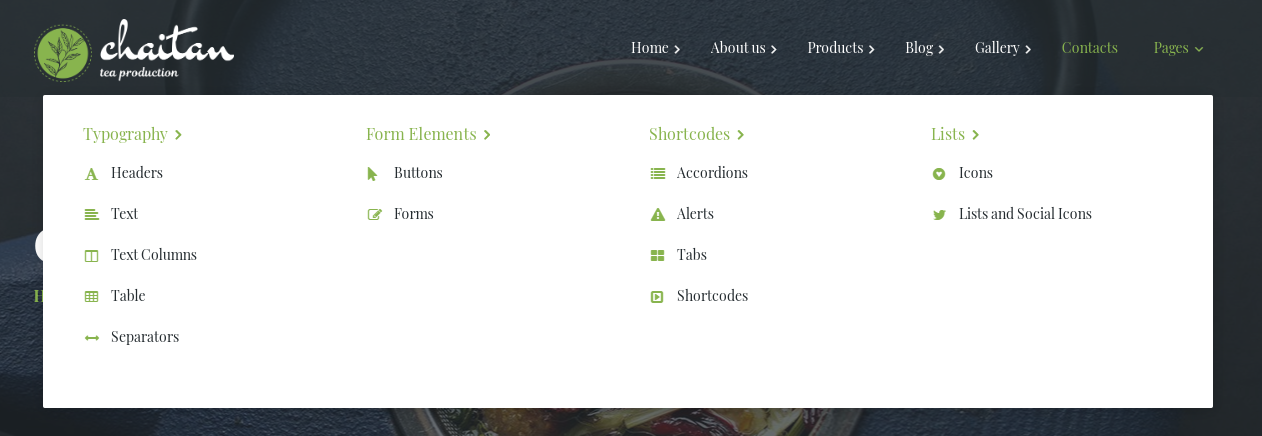 chaitan
tea production
Home
About us
Products
Blog
Gallery
Contacts
Pages
Typography
Headers
Text
Text Columns
Table
Separators
Form Elements
Buttons
Forms
Shortcodes
Accordions
Alerts
Tabs
Shortcodes
Lists
Icons
Lists and Social Icons